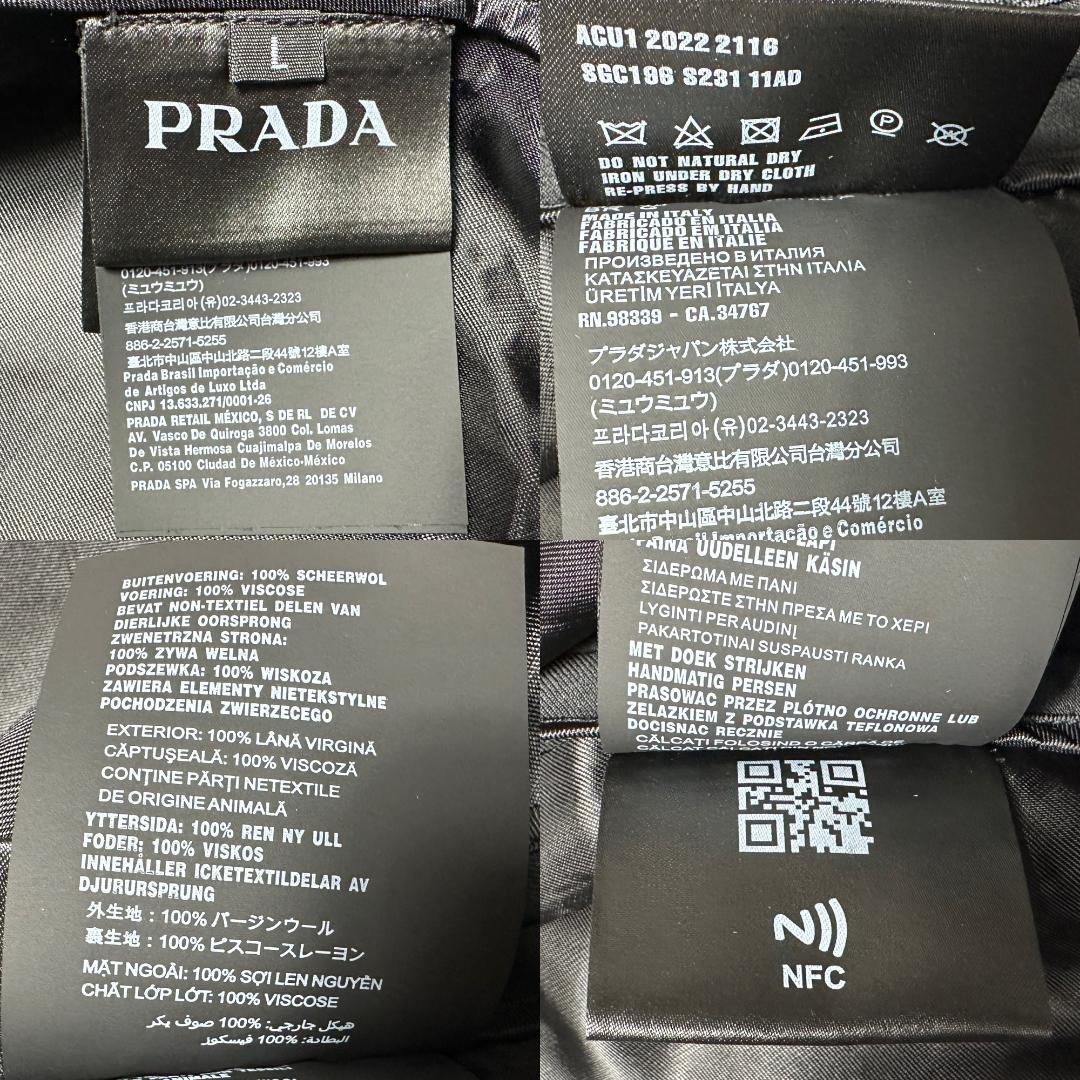 L
PRADA
0120-451-913(プラダ)0120-451-993
(ミュウミュウ)
프라다코리아(유)02-3443-2323
香港商台灣意比有限公司台灣分公司
886-2-2571-5255
臺北市中山區中山北路二段44號12樓A室
Prada Brasil Importação e Comércio
de Artigos de Luxo Ltda
CNPJ 13.633.271/0001-26
PRADA RETAIL MÉXICO, S DE RL DE CV
AV. Vasco De Quiroga 3800 Col. Lomas
De Vista Hermosa Cuajimalpa De Morelos
C.P. 05100 Ciudad De México-México
PRADA SPA Via Fogazzaro,28 20135 Milano
ACU1 2022 2116
SGC196 S231 11AD
P
DO NOT NATURAL DRY
IRON UNDER DRY CLOTH
RE-PRESS BY HAND
MADE IN ITALY
FABRICADO EN ITALIA
FABRICADO EM ITALIA
FABRIQUE EN ITALIE
ПРОИЗВЕДЕНО В ИТАЛИЯ
ΚΑΤΑΣΚΕΥΑΖΕΤΑΙ ΣΤΗΝ ΙΤΑΛΙΑ
ÜRETİM YERİ İTALYA
RN.98339 - CA.34767
プラダジャパン株式会社
0120-451-913(プラダ)0120-451-993
(ミュウミュウ)
프라다코리아(유)02-3443-2323
香港商台灣意比有限公司台灣分公司
886-2-2571-5255
臺北市中山區中山北路二段44號12樓A室
Importação e Comércio
BUITENVOERING: 100% SCHEERWOL
VOERING: 100% VISCOSE
BEVAT NON-TEXTIEL DELEN VAN
DIERLIJKE OORSPRONG
ZWENETRZNA STRONA:
100% ZYWA WELNA
PODSZEWKA: 100% WISKOZA
ZAWIERA ELEMENTY NIETEKSTYLNE
POCHODZENIA ZWIERZECEGO
EXTERIOR: 100% LÂNĂ VIRGINĂ
CĂPTUŞEALĂ: 100% VISCOZĂ
CONŢINE PĂRŢI NETEXTILE
DE ORIGINE ANIMALĂ
YTTERSIDA: 100% REN NY ULL
FODER: 100% VISKOS
INNEHÅLLER ICKETEXTILDELAR AV
DJURURSPRUNG
外生地：100% バージンウール
裏生地：100% ビスコースレーヨン
MẶT NGOÀI: 100% SỢI LEN NGUYÊN
CHẤT LỚP LÓT: 100% VISCOSE
هيكل جارجي: 100% صوف بكر
البطانة: 100% فيسكوز
PAINA UUDELLEEN KÄSIN
ΣΙΔΕΡΩΜΑ ΜΕ ΠΑΝΙ
ΣΙΔΕΡΩΣΤΕ ΣΤΗΝ ΠΡΕΣΑ ΜΕ ΤΟ ΧΕΡΙ
LYGINTI PER AUDINĮ
PAKARTOTINAI SUSPAUSTI RANKA
MET DOEK STRIJKEN
HANDMATIG PERSEN
PRASOWAC PRZEZ PLÓTNO OCHRONNE LUB
ZELAZKIEM Z PODSTAWKA TEFLONOWA
DOCISNAC RECZNIE
CĂLCAŢI FOLOSIND O
NFC